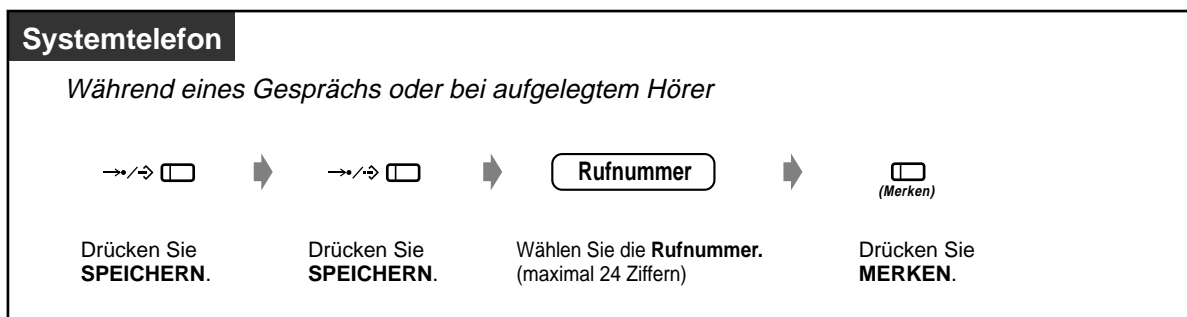 Systemtelefon
Während eines Gesprächs oder bei aufgelegtem Hörer
Rufnummer
(Merken)
Drücken Sie
SPEICHERN.
Drücken Sie
SPEICHERN.
Wählen Sie die Rufnummer.
(maximal 24 Ziffern)
Drücken Sie
MERKEN.